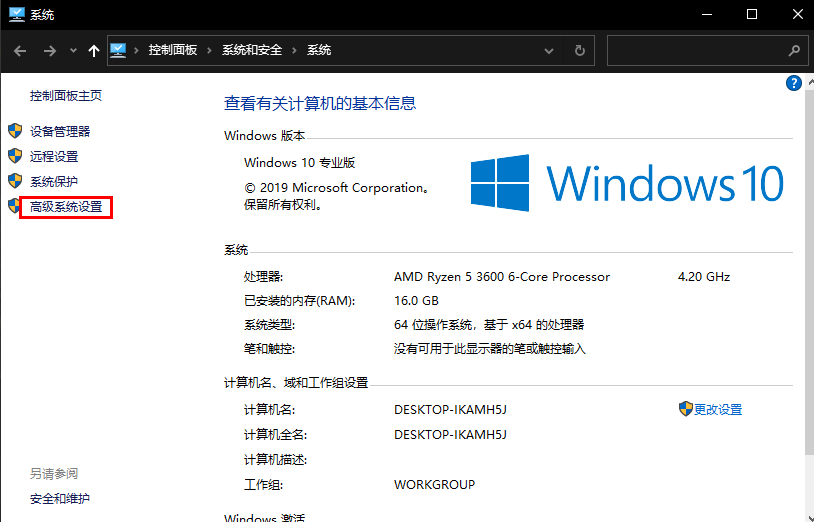 系统
控制面板 系统和安全 系统
控制面板主页
设备管理器
远程设置
系统保护
高级系统设置
另请参阅
安全和维护
查看有关计算机的基本信息
Windows 版本
Windows 10 专业版
© 2019 Microsoft Corporation。
保留所有权利。
Windows 10
系统
处理器: AMD Ryzen 5 3600 6-Core Processor 4.20 GHz
已安装的内存(RAM): 16.0 GB
系统类型: 64 位操作系统, 基于 x64 的处理器
笔和触控: 没有可用于此显示器的笔或触控输入
计算机名、域和工作组设置
计算机名: DESKTOP-IKAMH5J 更改设置
计算机全名: DESKTOP-IKAMH5J
计算机描述:
工作组: WORKGROUP
Windows 激活